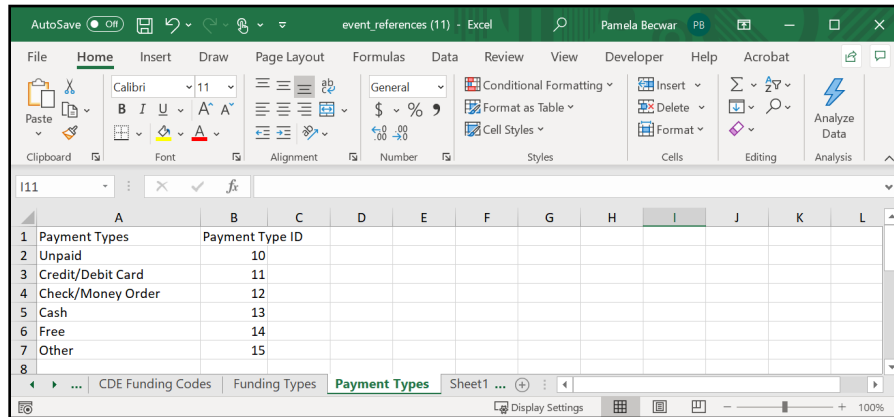 AutoSave Off event_references (11) - Excel Pamela Becwar PB
File Home Insert Draw Page Layout Formulas Data Review View Developer Help Acrobat
Calibri 11 General Conditional Formatting Insert
Paste B I U A A $ % 9 Format as Table Delete Analyze
A Cell Styles Format Data
Clipboard Font Alignment Number Styles Cells Editing Analysis
I11 fx
A B C D E F G H I J K L
1 Payment Types Payment Type ID
2 Unpaid 10
3 Credit/Debit Card 11
4 Check/Money Order 12
5 Cash 13
6 Free 14
7 Other 15
8
... CDE Funding Codes Funding Types Payment Types Sheet1 ...
Display Settings 100%